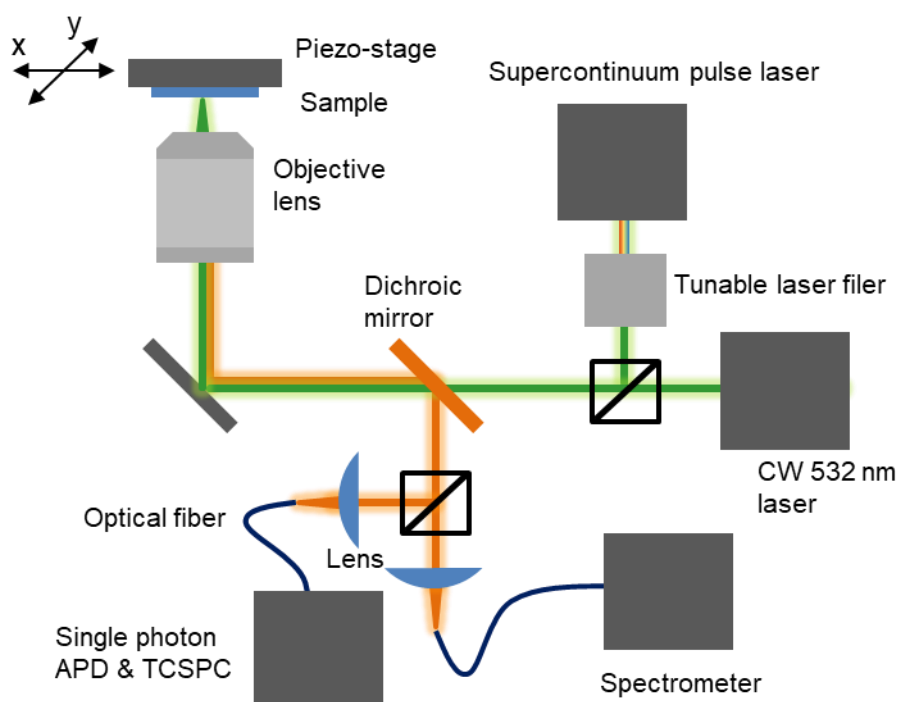 y
x
Piezo-stage
Sample
Supercontinuum pulse laser
Objective
lens
Tunable laser filer
Dichroic
mirror
CW 532 nm
laser
Optical fiber
Lens
Single photon
APD & TCSPC
Spectrometer